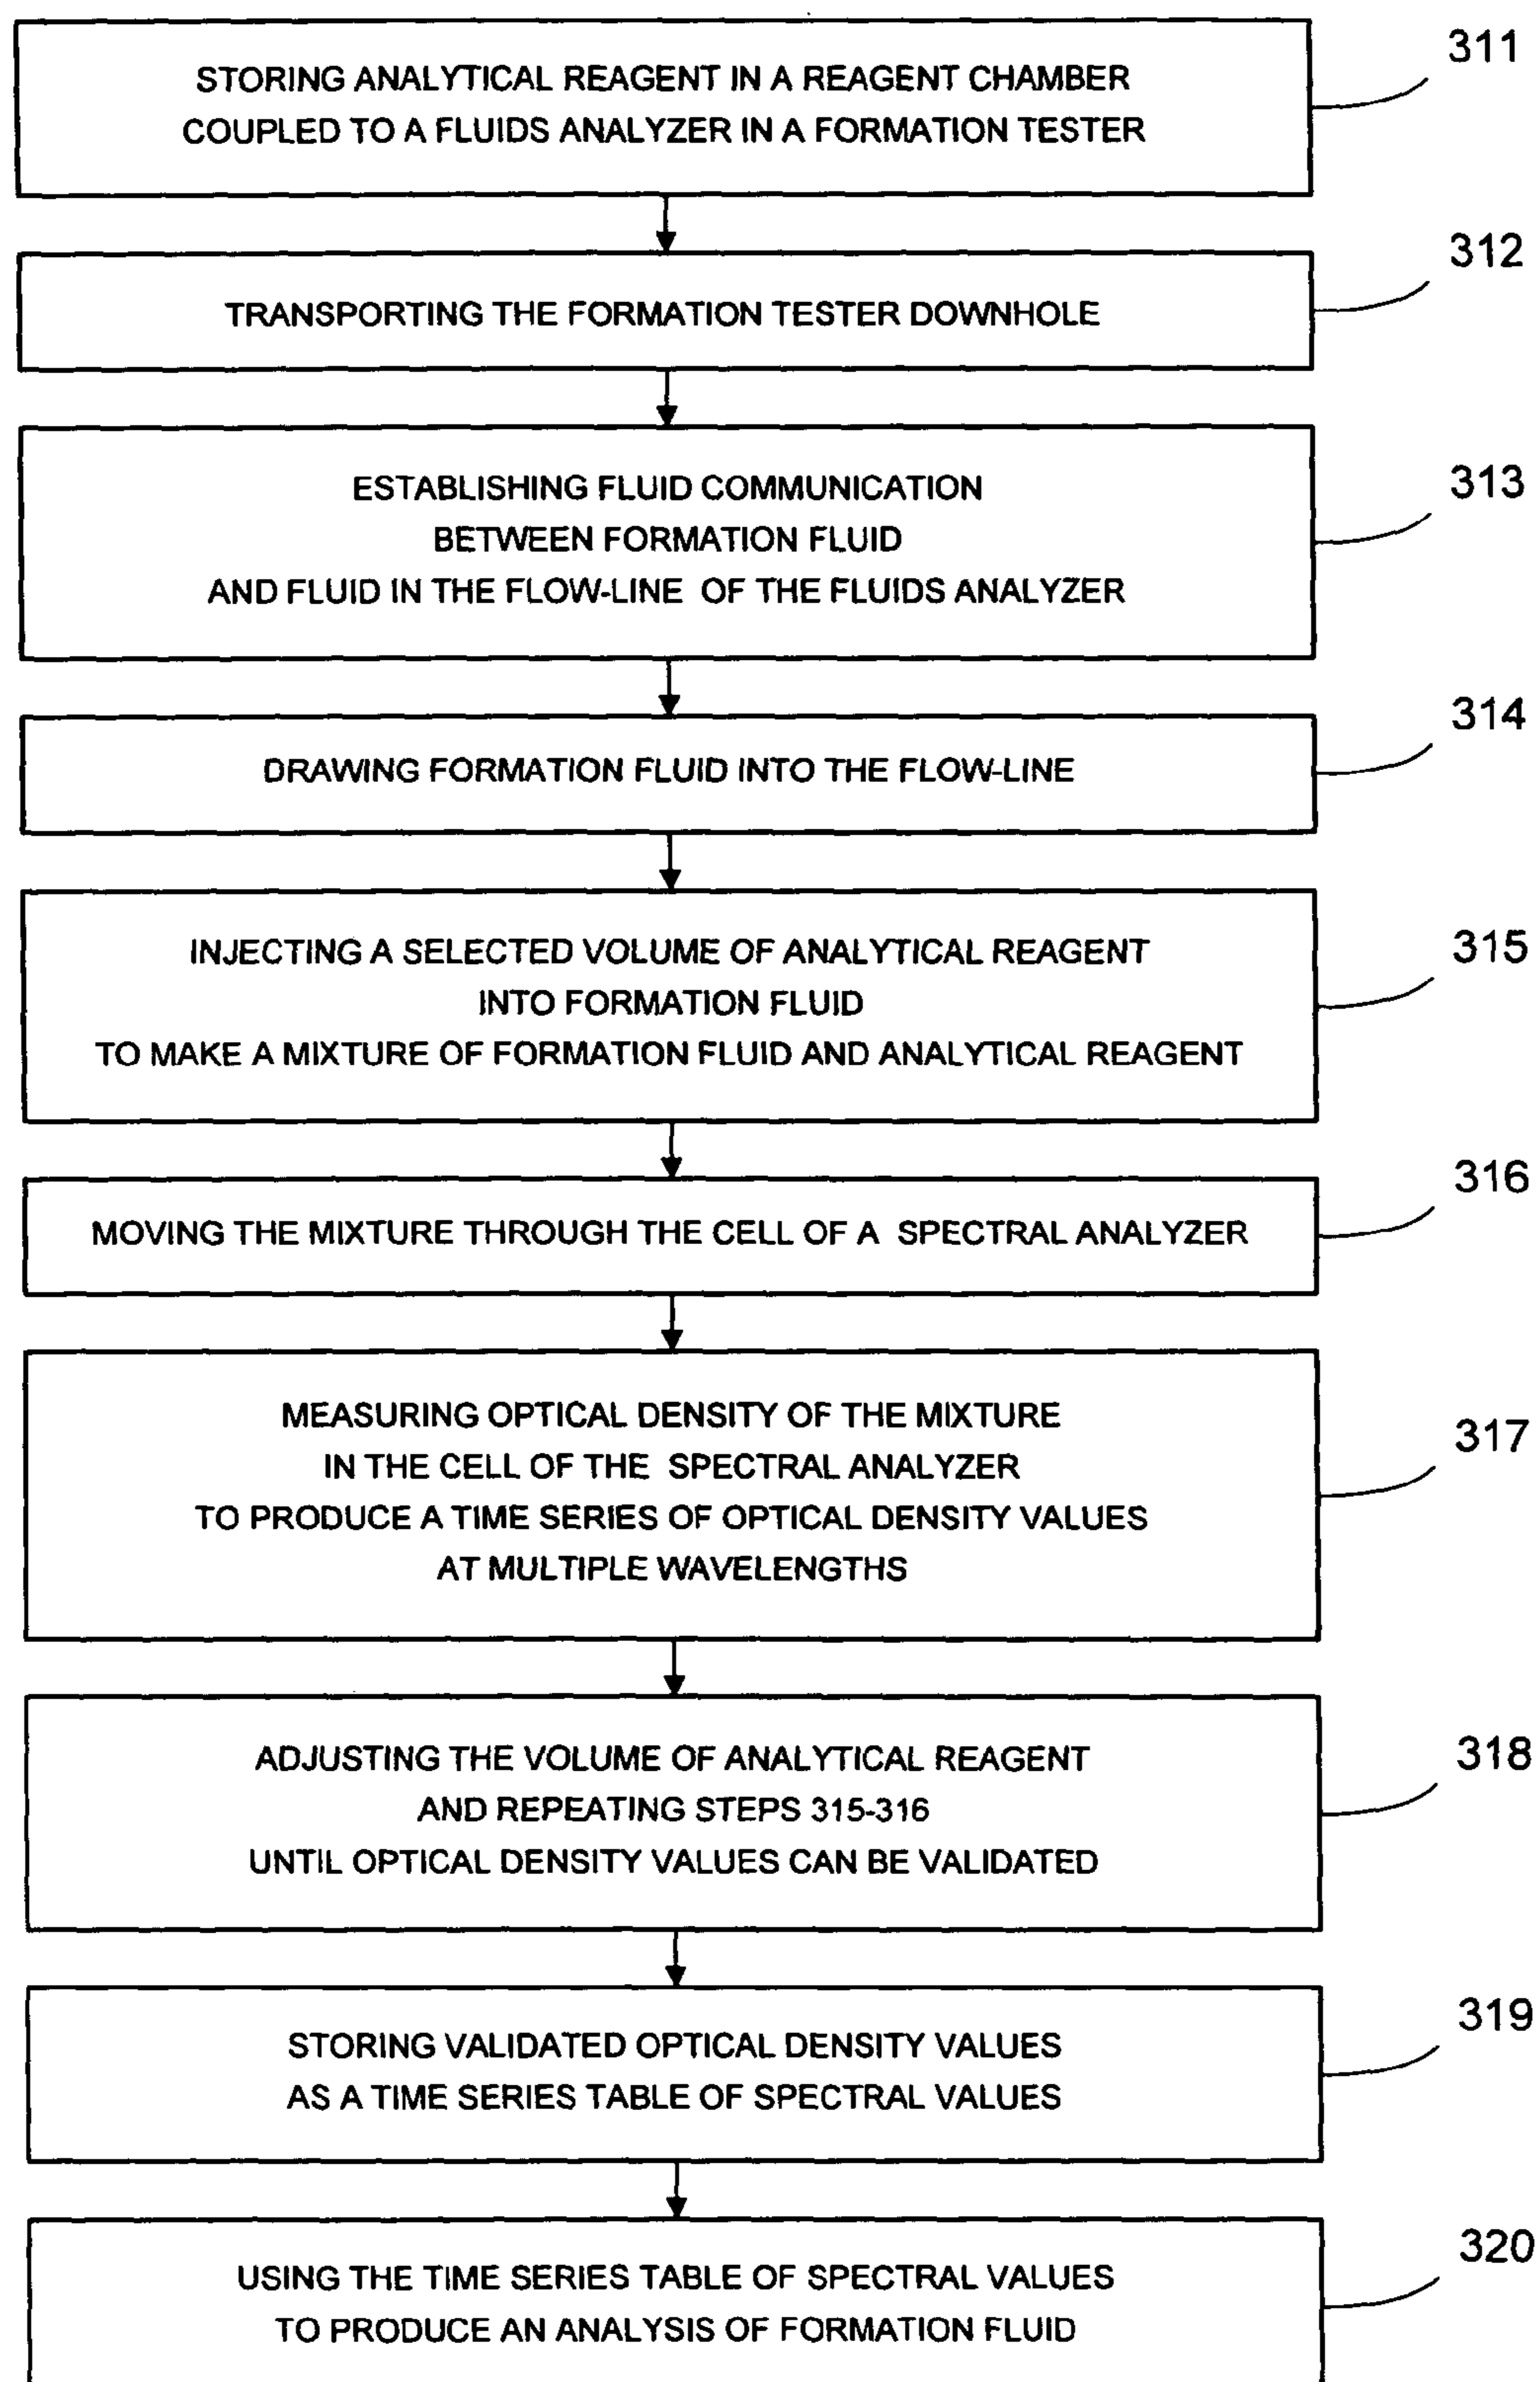 311
STORING ANALYTICAL REAGENT IN A REAGENT CHAMBER
COUPLED TO A FLUIDS ANALYZER IN A FORMATION TESTER
312
TRANSPORTING THE FORMATION TESTER DOWNHOLE
313
ESTABLISHING FLUID COMMUNICATION
BETWEEN FORMATION FLUID
AND FLUID IN THE FLOW-LINE OF THE FLUIDS ANALYZER
314
DRAWING FORMATION FLUID INTO THE FLOW-LINE
315
INJECTING A SELECTED VOLUME OF ANALYTICAL REAGENT
INTO FORMATION FLUID
TO MAKE A MIXTURE OF FORMATION FLUID AND ANALYTICAL REAGENT
316
MOVING THE MIXTURE THROUGH THE CELL OF A SPECTRAL ANALYZER
317
MEASURING OPTICAL DENSITY OF THE MIXTURE
IN THE CELL OF THE SPECTRAL ANALYZER
TO PRODUCE A TIME SERIES OF OPTICAL DENSITY VALUES
AT MULTIPLE WAVELENGTHS
318
ADJUSTING THE VOLUME OF ANALYTICAL REAGENT
AND REPEATING STEPS 315-316
UNTIL OPTICAL DENSITY VALUES CAN BE VALIDATED
319
STORING VALIDATED OPTICAL DENSITY VALUES
AS A TIME SERIES TABLE OF SPECTRAL VALUES
320
USING THE TIME SERIES TABLE OF SPECTRAL VALUES
TO PRODUCE AN ANALYSIS OF FORMATION FLUID